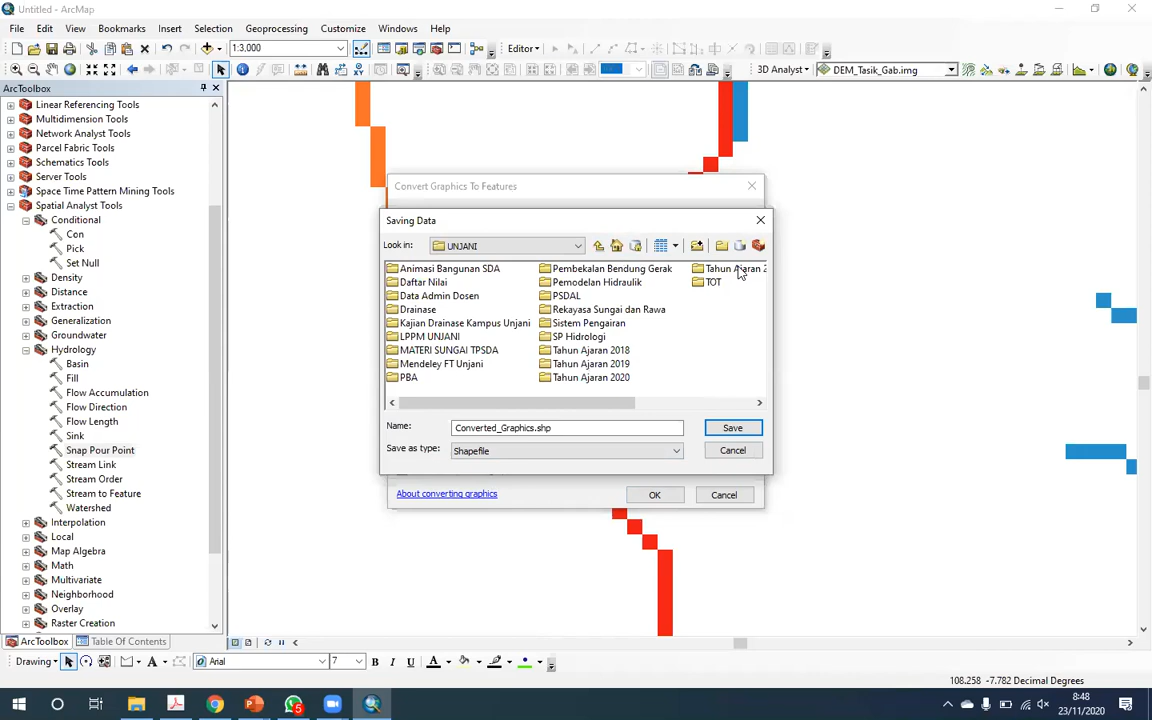 Untitled - ArcMap
File Edit View Bookmarks Insert Selection Geoprocessing Customize Windows Help
1:3,000 Editor
3D Analyst DEM_Tasik_Gab.img
ArcToolbox
Linear Referencing Tools
Multidimension Tools
Network Analyst Tools
Parcel Fabric Tools
Schematics Tools
Server Tools
Space Time Pattern Mining Tools
Spatial Analyst Tools
Conditional
Con
Pick
Set Null
Density
Distance
Extraction
Generalization
Groundwater
Hydrology
Basin
Fill
Flow Accumulation
Flow Direction
Flow Length
Sink
Snap Pour Point
Stream Link
Stream Order
Stream to Feature
Watershed
Interpolation
Local
Map Algebra
Math
Multivariate
Neighborhood
Overlay
Raster Creation
ArcToolbox Table Of Contents
Convert Graphics To Features
Saving Data
Look in: UNJANI
Animasi Bangunan SDA
Daftar Nilai
Data Admin Dosen
Drainase
Kajian Drainase Kampus Unjani
LPPM UNJANI
MATERI SUNGAI TPSDA
Mendeley FT Unjani
PBA
Pembekalan Bendung Gerak
Pemodelan Hidraulik
PSDAL
Rekayasa Sungai dan Rawa
Sistem Pengairan
SP Hidrologi
Tahun Ajaran 2018
Tahun Ajaran 2019
Tahun Ajaran 2020
Tahun Ajaran 2
TOT
Name: Converted_Graphics.shp Save
Save as type: Shapefile Cancel
About converting graphics OK Cancel
Drawing A Arial 7 B I U A
108.258 -7.782 Decimal Degrees
5
8:48
23/11/2020